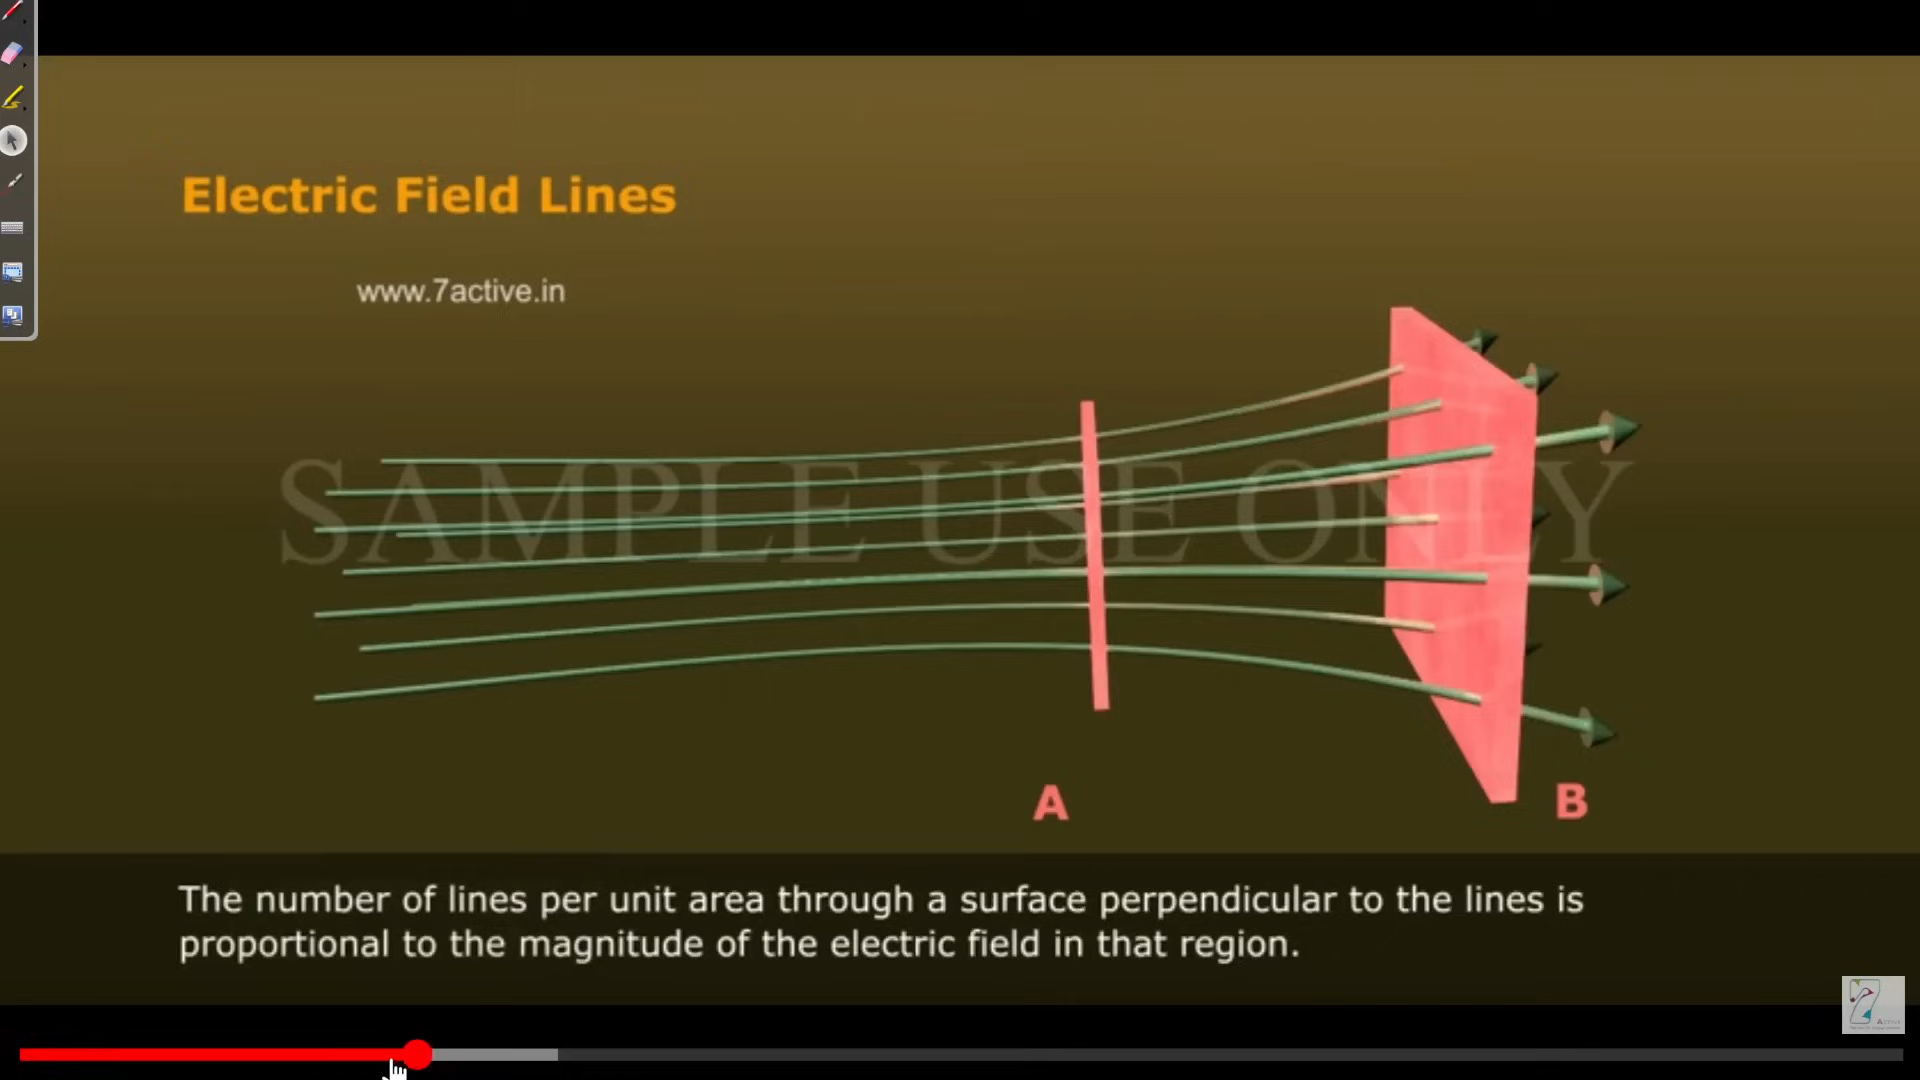 Electric Field Lines
www.7active.in
SAMPLE USE ONLY
A
B
The number of lines per unit area through a surface perpendicular to the lines is
proportional to the magnitude of the electric field in that region.
7